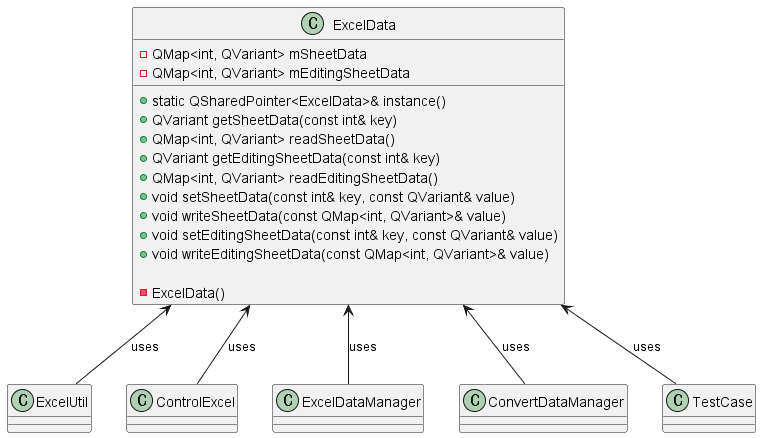 C ExcelData
QMap<int, QVariant> mSheetData
QMap<int, QVariant> mEditingSheetData
static QSharedPointer<ExcelData>& instance()
QVariant getSheetData(const int& key)
QMap<int, QVariant> readSheetData()
QVariant getEditingSheetData(const int& key)
QMap<int, QVariant> readEditingSheetData()
void setSheetData(const int& key, const QVariant& value)
void writeSheetData(const QMap<int, QVariant>& value)
void setEditingSheetData(const int& key, const QVariant& value)
void writeEditingSheetData(const QMap<int, QVariant>& value)
ExcelData()
uses uses uses uses uses
C ExcelUtil C ControlExcel C ExcelDataManager C ConvertDataManager C TestCase